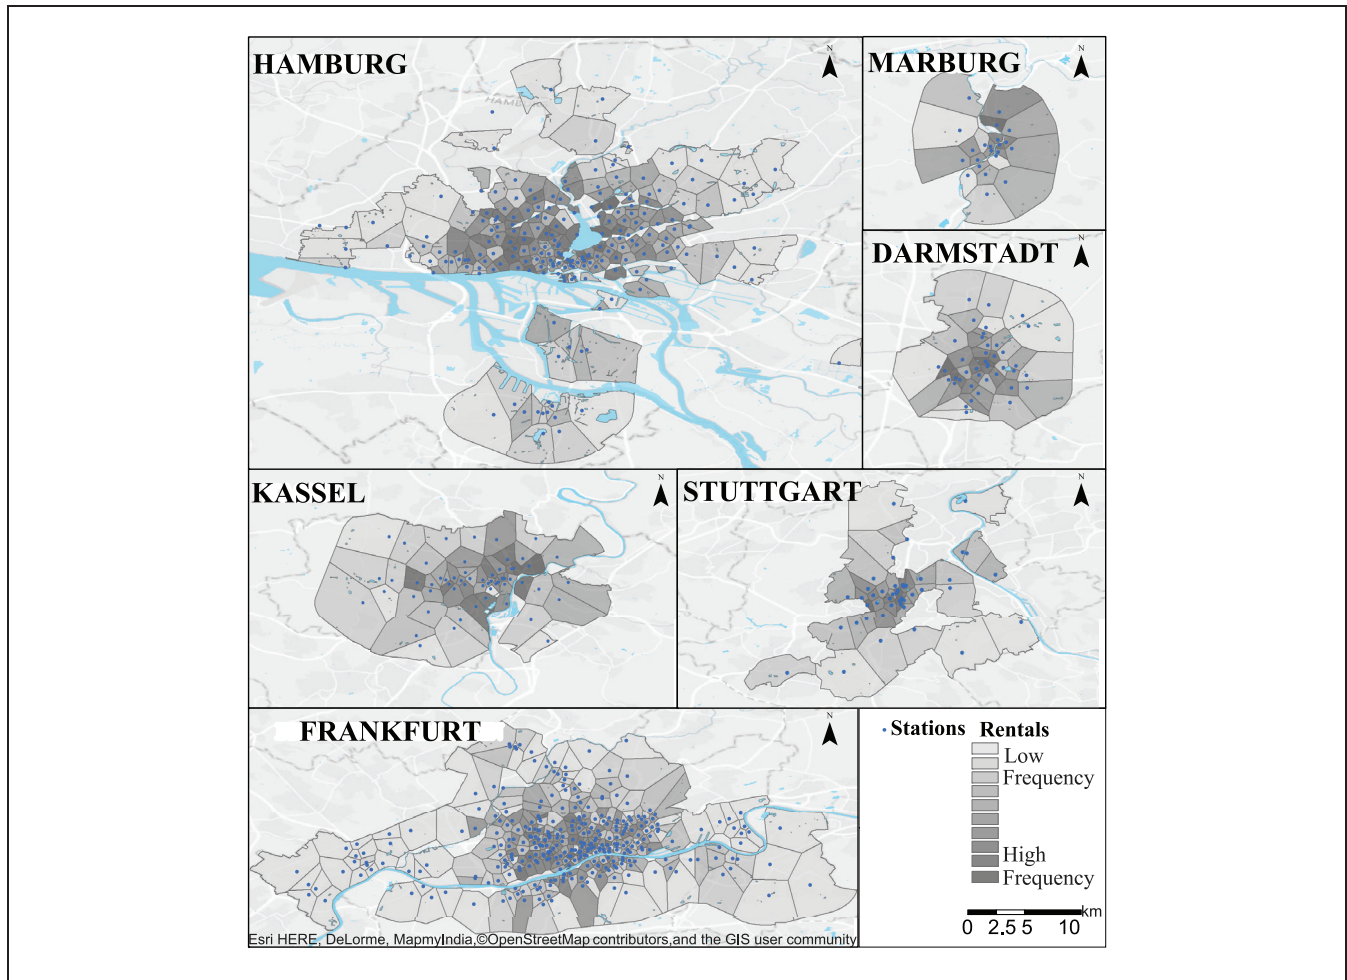 HAMBURG
N
MARBURG
N
DARMSTADT
N
KASSEL
N
STUTTGART
N
FRANKFURT
N
Stations Rentals
Low
Frequency
High
Frequency
km
0 2.5 5 10
Esri HERE, DeLorme, MapmyIndia,©OpenStreetMap contributors,and the GIS user community